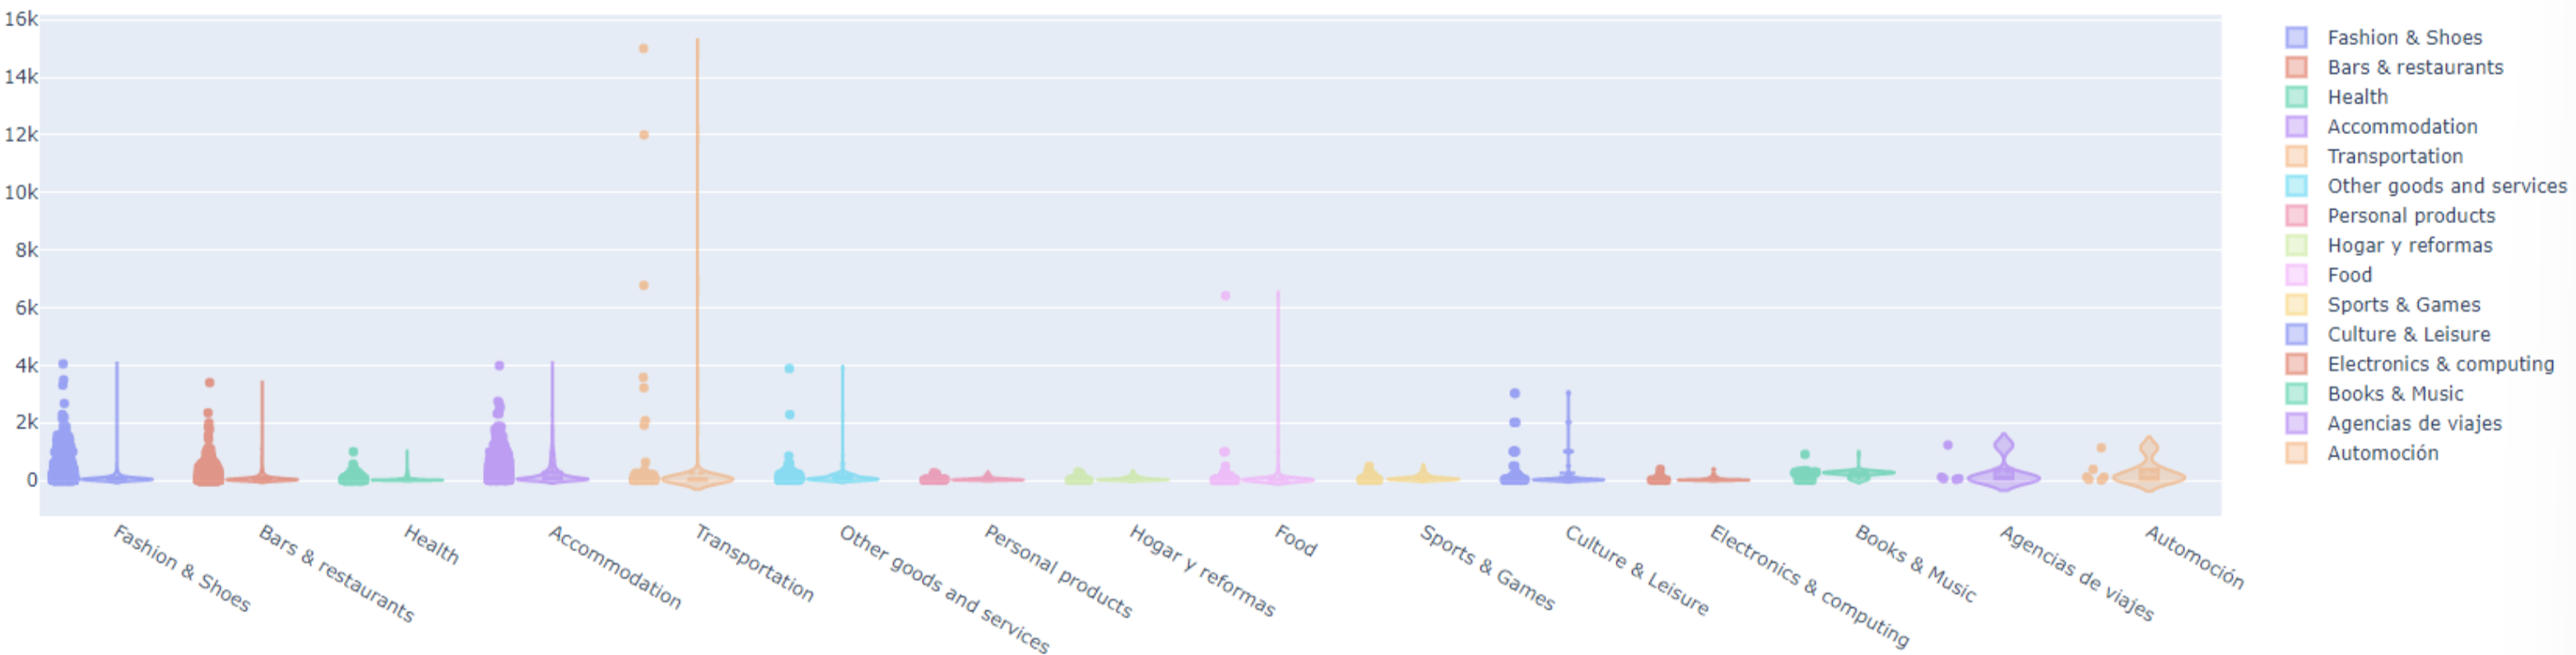 16k
14k
12k
10k
8k
6k
4k
2k
0
Fashion & Shoes
Bars & restaurants
Health
Accommodation
Transportation
Other goods and services
Personal products
Hogar y reformas
Food
Sports & Games
Culture & Leisure
Electronics & computing
Books & Music
Agencias de viajes
Automoción
Fashion & Shoes
Bars & restaurants
Health
Accommodation
Transportation
Other goods and services
Personal products
Hogar y reformas
Food
Sports & Games
Culture & Leisure
Electronics & computing
Books & Music
Agencias de viajes
Automoción